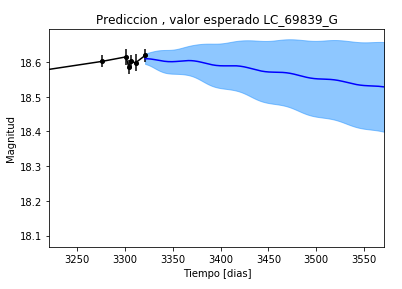 Prediccion , valor esperado LC_69839_G
Magnitud
18.6
18.5
18.4
18.3
18.2
18.1
3250 3300 3350 3400 3450 3500 3550
Tiempo [dias]